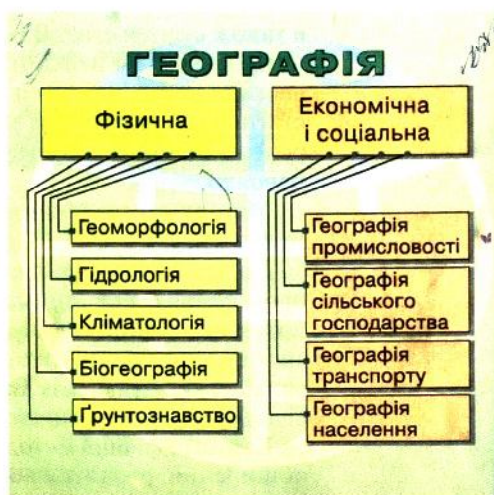 ГЕОГРАФІЯ
Фізична
Геоморфологія
Гідрологія
Кліматологія
Біогеографія
Ґрунтознавство
Економічна
і соціальна
Географія
промисловості
Географія
сільського
господарства
Географія
транспорту
Географія
населення